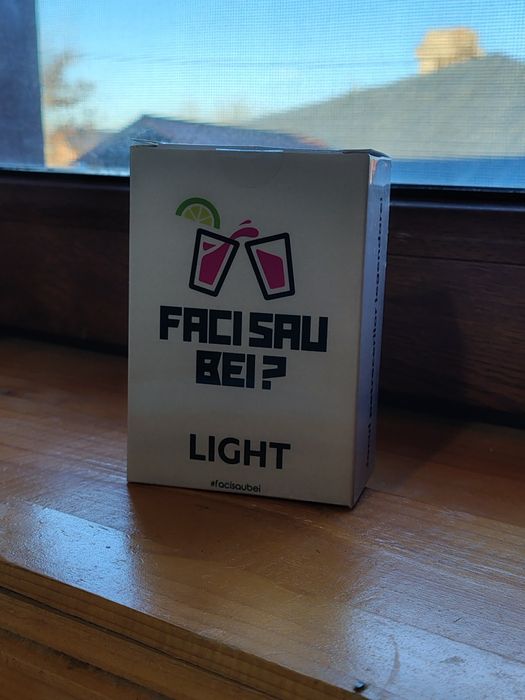 FACI SAU
BEI?
LIGHT
#facisaubei